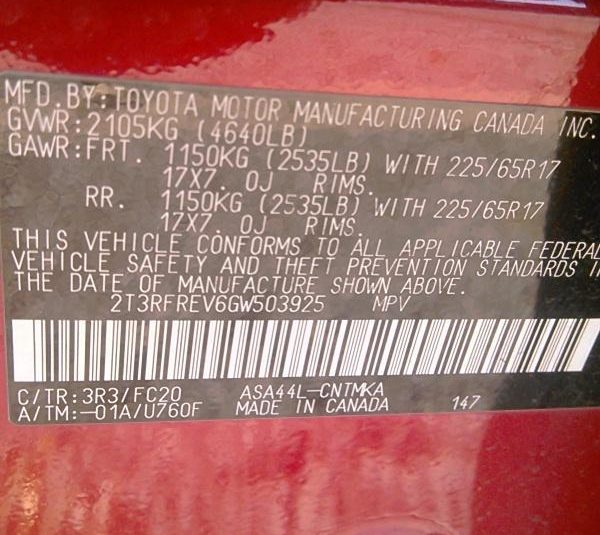 MFD.BY:TOYOTA MOTOR MANUFACTURING CANADA INC.
GVWR:2105KG (4640LB)
GAWR:FRT. 1150KG (2535LB) WITH 225/65R17
17X7. 0J RIMS.
RR. 1150KG (2535LB) WITH 225/65R17
17X7. 0J RIMS.
THIS VEHICLE CONFORMS TO ALL APPLICABLE FEDERAL
VEHICLE SAFETY AND THEFT PREVENTION STANDARDS I
THE DATE OF MANUFACTURE SHOWN ABOVE.
2T3RFREV6GW503925 MPV
C/TR:3R3/FC20 ASA44L-CNTMKA
A/TM:-01A/U760F MADE IN CANADA 147